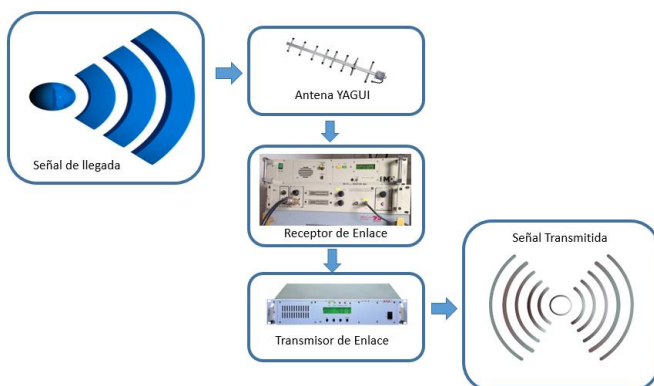 Señal de llegada
Antena YAGUI
Receptor de Enlace
Transmisor de Enlace
Señal Transmitida